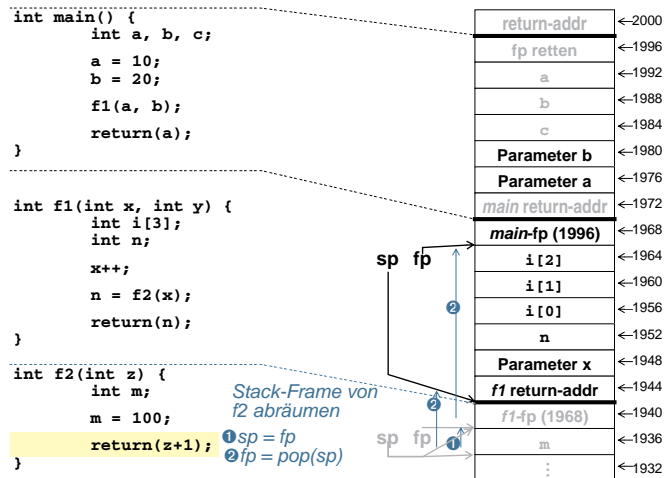 int main() {
int a, b, c;
a = 10;
b = 20;
f1(a, b);
return(a);
}
int f1(int x, int y) {
int i[3];
int n;
x++;
n = f2(x);
return(n);
}
int f2(int z) {
int m;
m = 100;
return(z+1);
}
Stack-Frame von
f2 abräumen
❶sp = fp
❷fp = pop(sp)
sp fp
❷
❷
sp fp
❶
return-addr ←2000
fp retten ←1996
a ←1992
b ←1988
c ←1984
Parameter b ←1980
Parameter a ←1976
main return-addr ←1972
main-fp (1996) ←1968
i[2] ←1964
i[1] ←1960
i[0] ←1956
n ←1952
Parameter x ←1948
f1 return-addr ←1944
f1-fp (1968) ←1940
m ←1936
⋮ ←1932